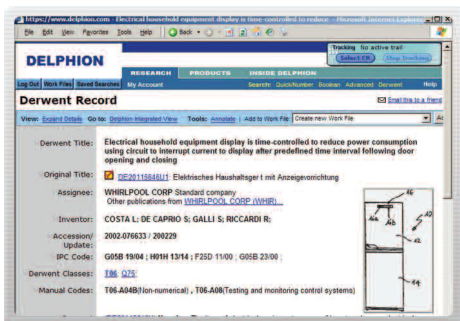 https://www.delphion.com - Electrical household equipment display is time-controlled to reduce - Microsoft Internet Explorer
File Edit View Favorites Tools Help Back
Tracking No active trail
DELPHION
Select CR Stop Tracking
RESEARCH PRODUCTS INSIDE DELPHION
Log Out Work Files Saved Searches My Account Search: Quick/Number Boolean Advanced Derwent Help
Derwent Record Email this to a friend
View: Expand Details Go to: Delphion Integrated View Tools: Annotate | Add to Work File: Create new Work File
Derwent Title: Electrical household equipment display is time-controlled to reduce power consumption
using circuit to interrupt current to display after predefined time interval following door
opening and closing
Original Title: DE20115646U1: Elektrisches Haushaltsgerät mit Anzeigevorrichtung
Assignee: WHIRLPOOL CORP Standard company
Other publications from WHIRLPOOL CORP (WHIR)...
Inventor: COSTA L; DE CAPRIO S; GALLI S; RICCARDI R;
Accession/ 2002-076633 / 200229
Update:
IPC Code: G05B 19/04 ; H01H 13/14 ; F25D 11/00 ; G05B 23/00 ;
Derwent Classes: T06; Q75;
Manual Codes: T06-A04B(Non-numerical) , T06-A08(Testing and monitoring control systems)
16
12
14